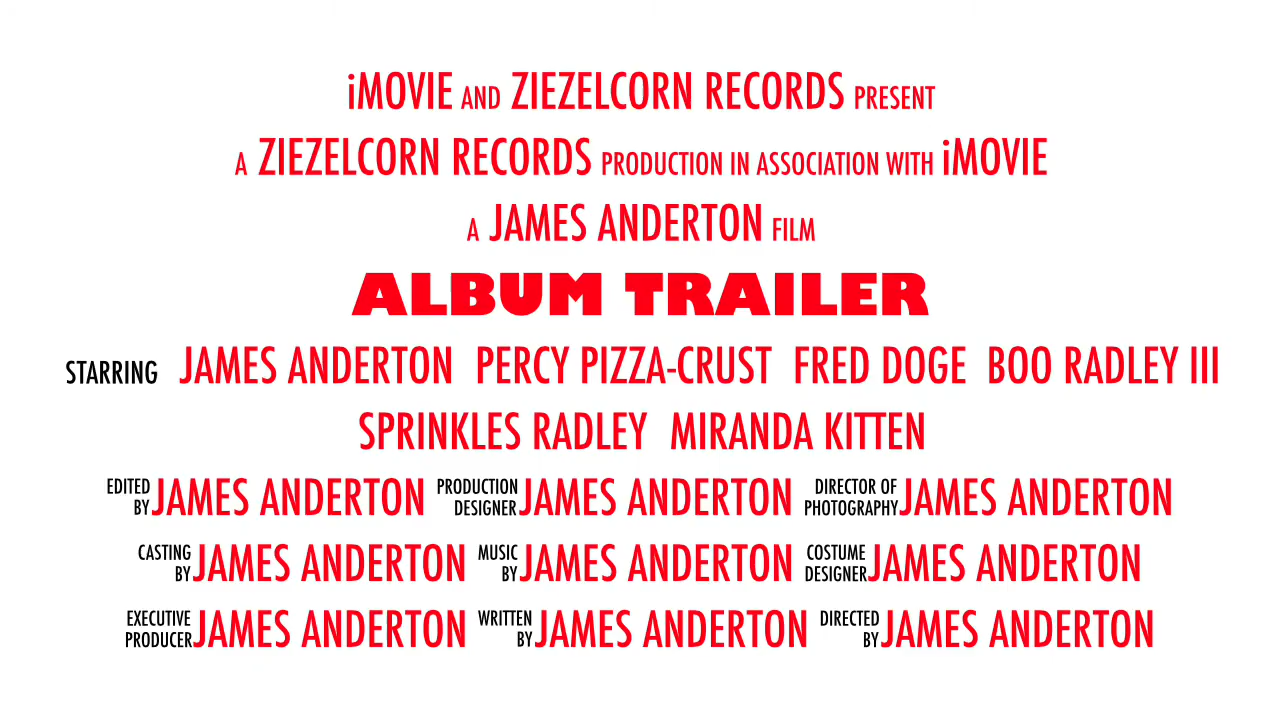 iMOVIE AND ZIEZELCORN RECORDS PRESENT
A ZIEZELCORN RECORDS PRODUCTION IN ASSOCIATION WITH iMOVIE
A JAMES ANDERTON FILM
ALBUM TRAILER
STARRING JAMES ANDERTON PERCY PIZZA-CRUST FRED DOGE BOO RADLEY III
SPRINKLES RADLEY MIRANDA KITTEN
EDITED BY JAMES ANDERTON PRODUCTION DESIGNER JAMES ANDERTON DIRECTOR OF PHOTOGRAPHY JAMES ANDERTON
CASTING BY JAMES ANDERTON MUSIC BY JAMES ANDERTON COSTUME DESIGNER JAMES ANDERTON
EXECUTIVE PRODUCER JAMES ANDERTON WRITTEN BY JAMES ANDERTON DIRECTED BY JAMES ANDERTON